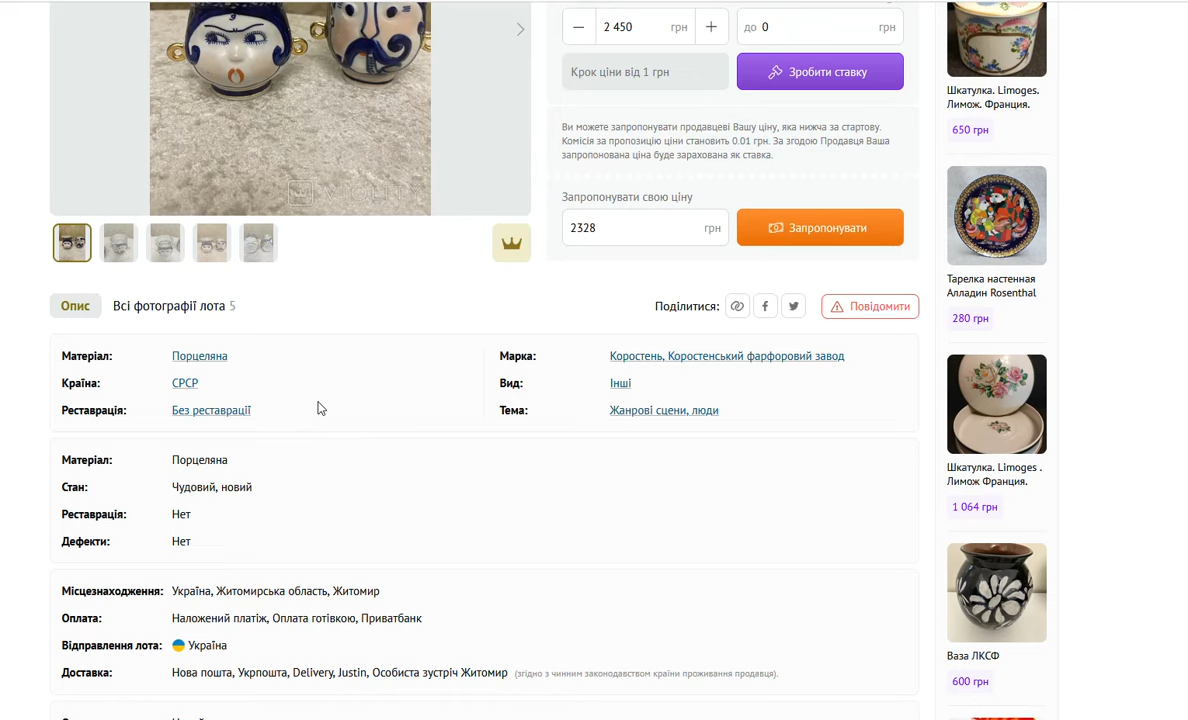 2 450 грн
до 0 грн
Крок ціни від 1 грн
Зробити ставку
Ви можете запропонувати продавцеві Вашу ціну, яка нижча за стартову.
Комісія за пропозицію ціни становить 0.01 грн. За згодою Продавця Ваша
запропонована ціна буде зарахована як ставка.
Запропонувати свою ціну
2328 грн
Запропонувати
Опис
Всі фотографії лота 5
Поділитися:
Повідомити
Матеріал: Порцеляна
Країна: СРСР
Реставрація: Без реставрації
Марка: Коростень, Коростенський фарфоровий завод
Вид: Інші
Тема: Жанрові сцени, люди
Матеріал: Порцеляна
Стан: Чудовий, новий
Реставрація: Нет
Дефекти: Нет
Місцезнаходження: Україна, Житомирська область, Житомир
Оплата: Наложений платіж, Оплата готівкою, Приватбанк
Відправлення лота: Україна
Доставка: Нова пошта, Укрпошта, Delivery, Justin, Особиста зустріч Житомир (згідно з чинним законодавством країни проживання продавця).
Шкатулка. Limoges.
Лимож. Франция.
650 грн
Тарелка настенная
Алладин Rosenthal
280 грн
Шкатулка. Limoges .
Лимож Франция.
1 064 грн
Ваза ЛКСФ
600 грн